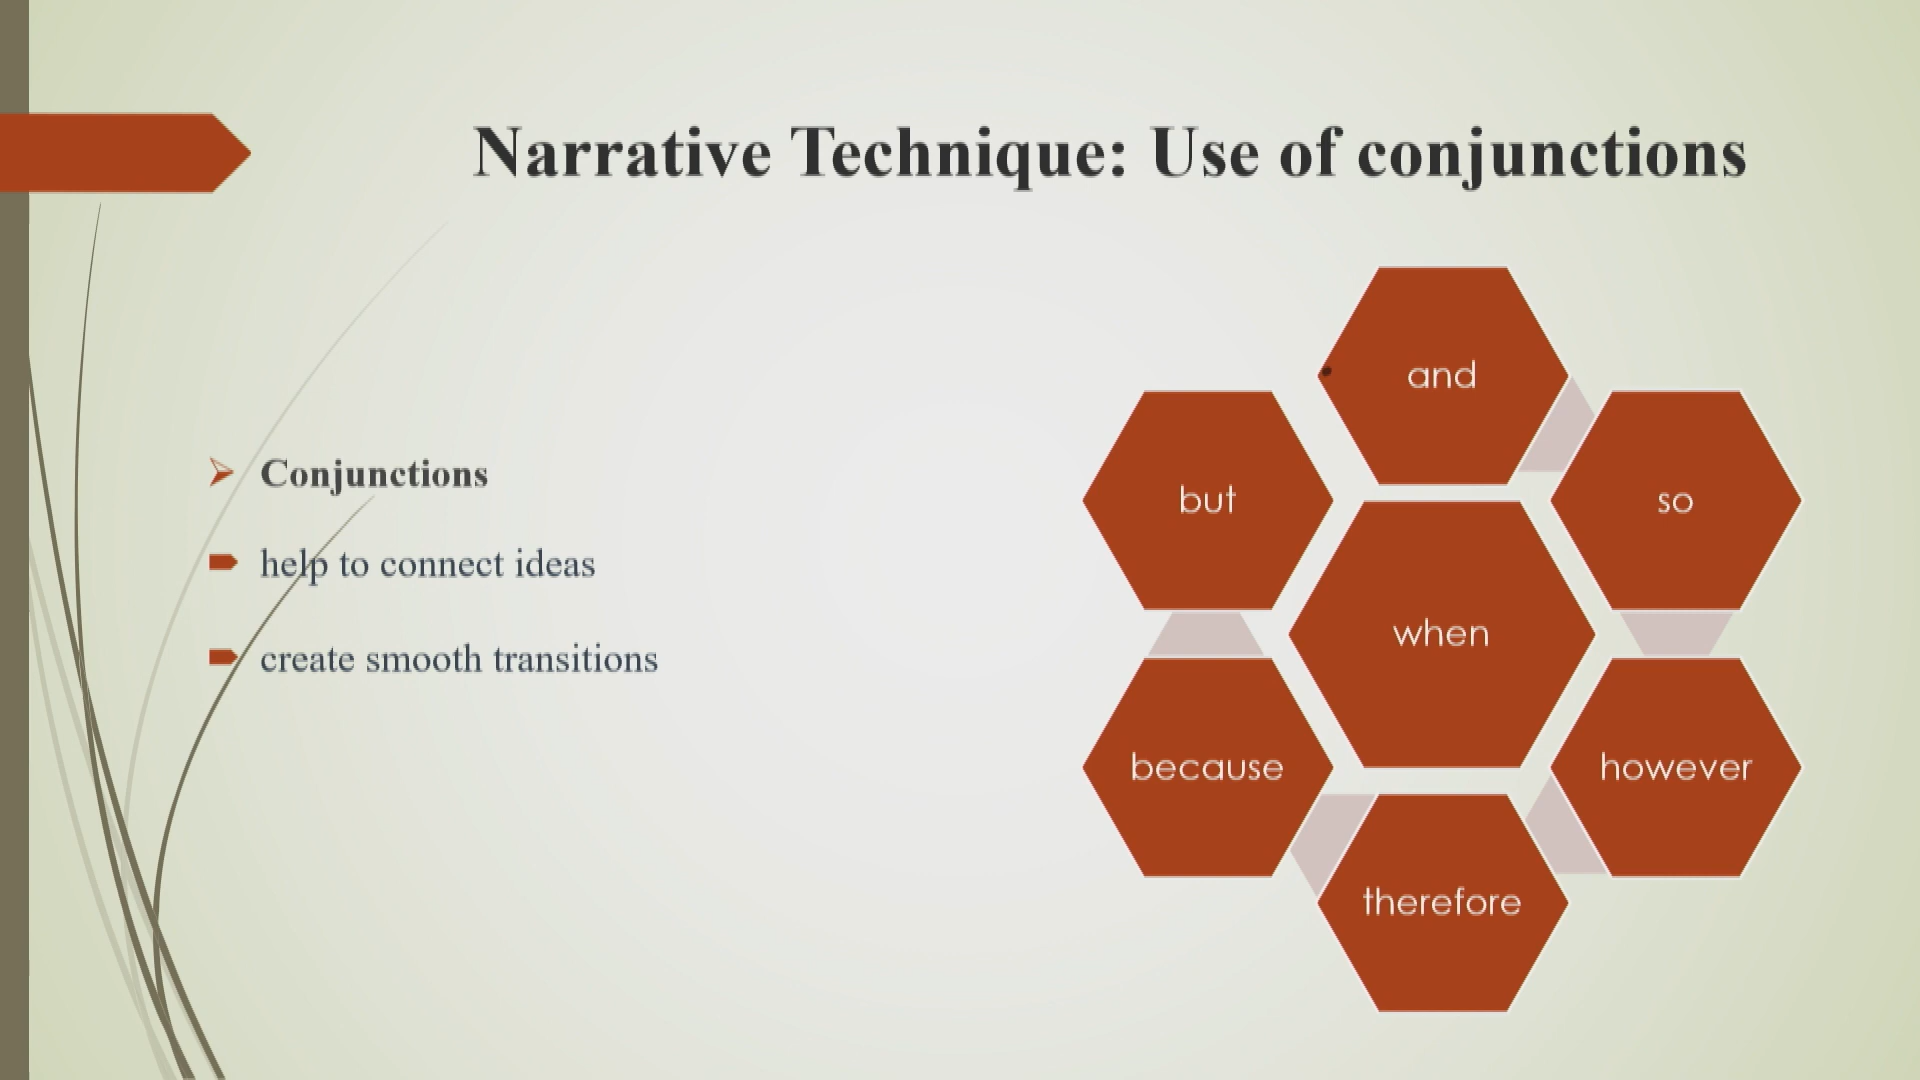 Narrative Technique: Use of conjunctions
Conjunctions
help to connect ideas
create smooth transitions
and
but
so
when
because
however
therefore